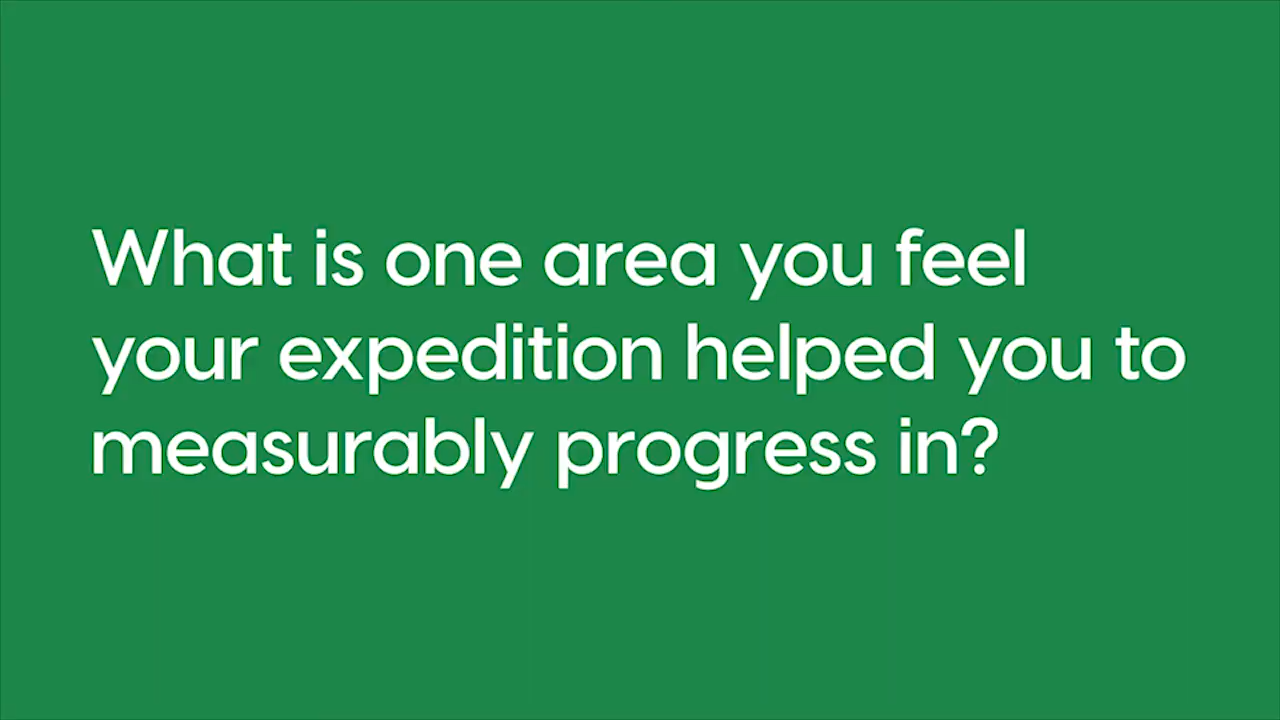 What is one area you feel
your expedition helped you to
measurably progress in?